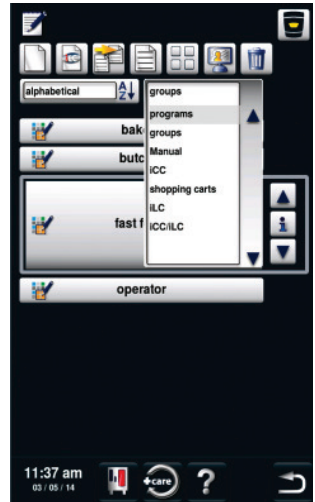 alphabetical
A
Z
groups
programs
groups
Manual
iCC
shopping carts
iLC
iCC/iLC
bak
butc
fast f
i
operator
11:37 am
03 / 05 / 14
care
?